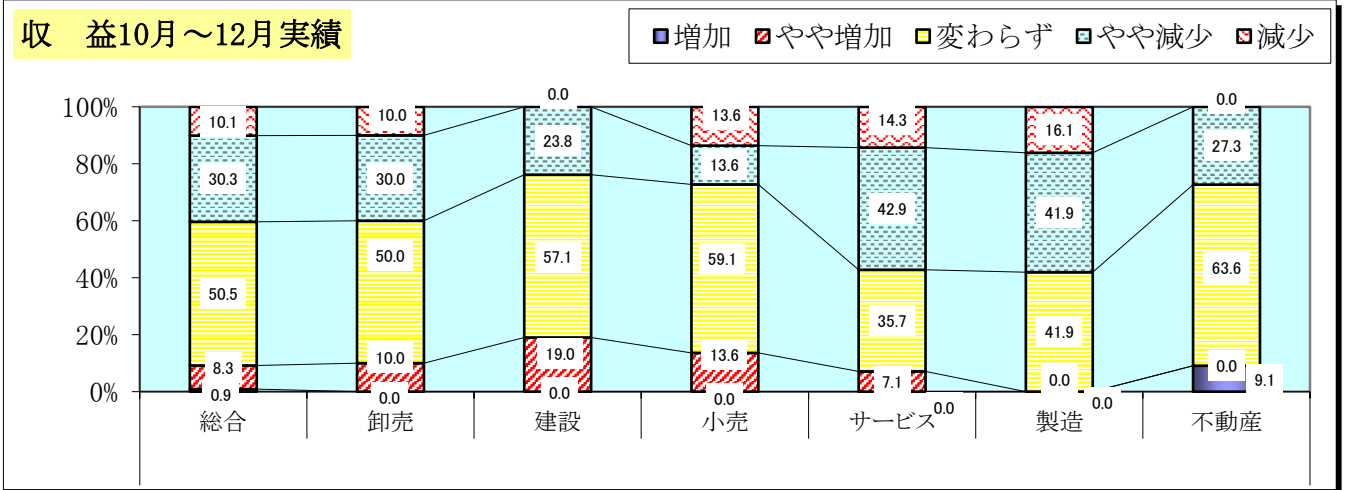 収　益10月～12月実績
増加 やや増加 変わらず やや減少 減少
100%
80%
60%
40%
20%
0%
10.1 10.0 0.0 13.6 14.3 16.1 0.0
30.3 30.0 23.8 13.6 42.9 41.9 27.3
50.5 50.0 57.1 59.1 35.7 41.9 63.6
8.3 10.0 19.0 13.6 7.1 0.0 0.0
0.9 0.0 0.0 0.0 0.0 0.0 9.1
総合 卸売 建設 小売 サービス 製造 不動産